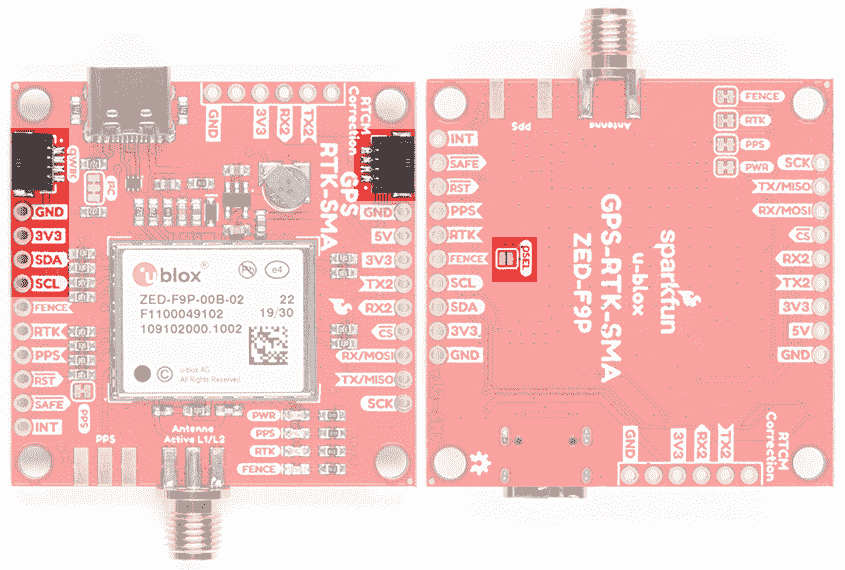 GND
3V3
RX2
TX2
RTCM
Correction
QWIIC
I2C
GPS
RTK-SMA
GND
3V3
SDA
SCL
FENCE
RTK
PPS
RST
SAFE
INT
PPS
GND
5V
3V3
TX2
RX2
CS
RX/MOSI
TX/MISO
SCK
ublox®
Pb
e4
ZED-F9P-00B-02 22
F1100049102 19/30
109102000.1002
©
u-blox AG
All Rights Reserved
PPS
Antenna
Active L1/L2
PWR
PPS
RTK
FENCE
PPS
Antenna
INT
SAFE
RST
PPS
RTK
FENCE
SDA
3V3
GND
DSEL
FENCE
RTK
PPS
PWR
SCK
TX/MISO
RX/MOSI
CS
TX2
RX2
3V3
5V
GND
GPS-RTK-SMA
ZED-F9P
u-blox
sparkfun
GND
3V3
RX2
TX2
RTCM
Correction